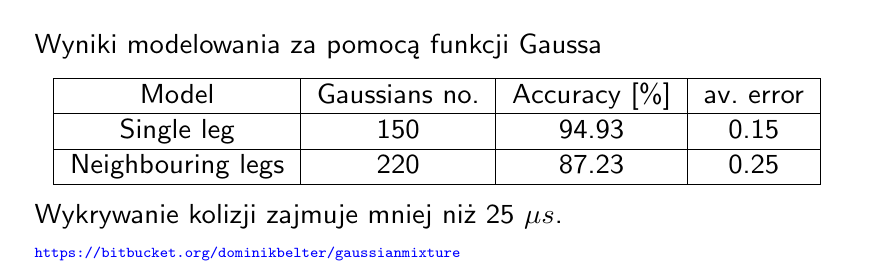 Wyniki modelowania za pomocą funkcji Gaussa
Model Gaussians no. Accuracy [%] av. error
Single leg 150 94.93 0.15
Neighbouring legs 220 87.23 0.25
Wykrywanie kolizji zajmuje mniej niż 25 μs.
https://bitbucket.org/dominikbelter/gaussianmixture